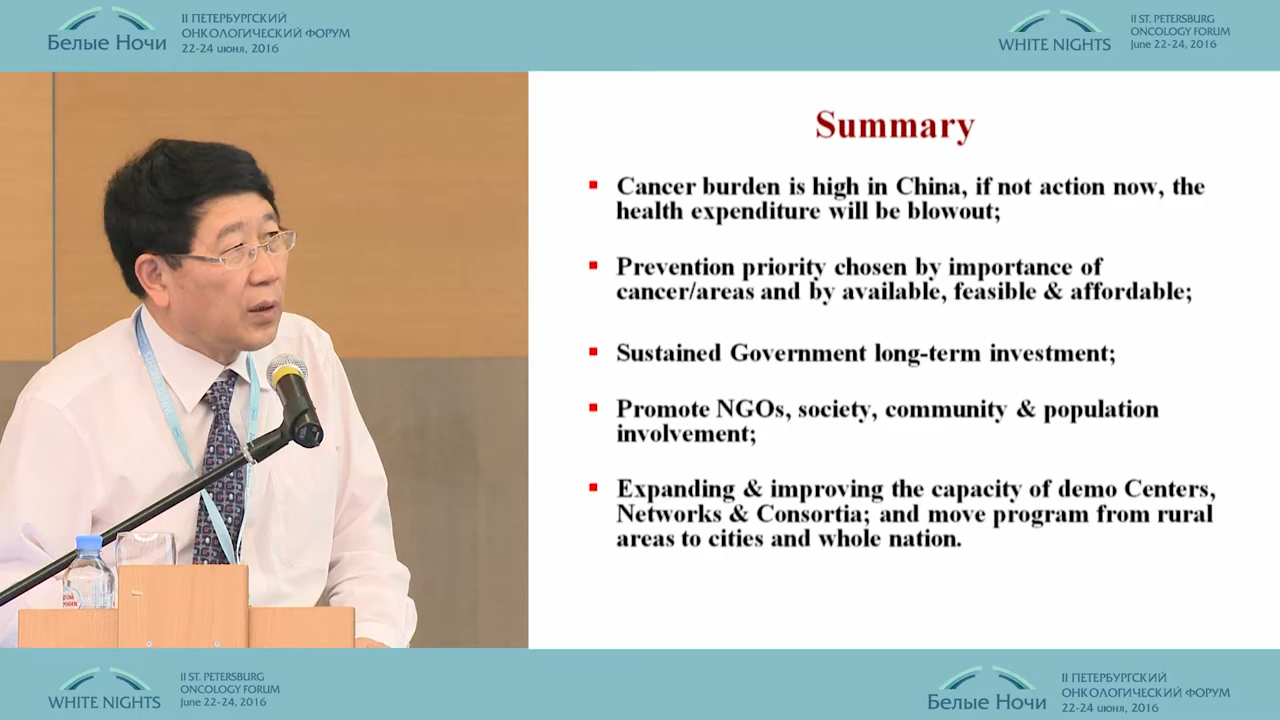 Белые Ночи
II ПЕТЕРБУРГСКИЙ
ОНКОЛОГИЧЕСКИЙ ФОРУМ
22-24 июня, 2016
WHITE NIGHTS
II ST. PETERSBURG
ONCOLOGY FORUM
June 22-24, 2016
Summary
Cancer burden is high in China, if not action now, the
health expenditure will be blowout;
Prevention priority chosen by importance of
cancer/areas and by available, feasible & affordable;
Sustained Government long-term investment;
Promote NGOs, society, community & population
involvement;
Expanding & improving the capacity of demo Centers,
Networks & Consortia; and move program from rural
areas to cities and whole nation.
WHITE NIGHTS
II ST. PETERSBURG
ONCOLOGY FORUM
June 22-24, 2016
Белые Ночи
II ПЕТЕРБУРГСКИЙ
ОНКОЛОГИЧЕСКИЙ ФОРУМ
22-24 июня, 2016